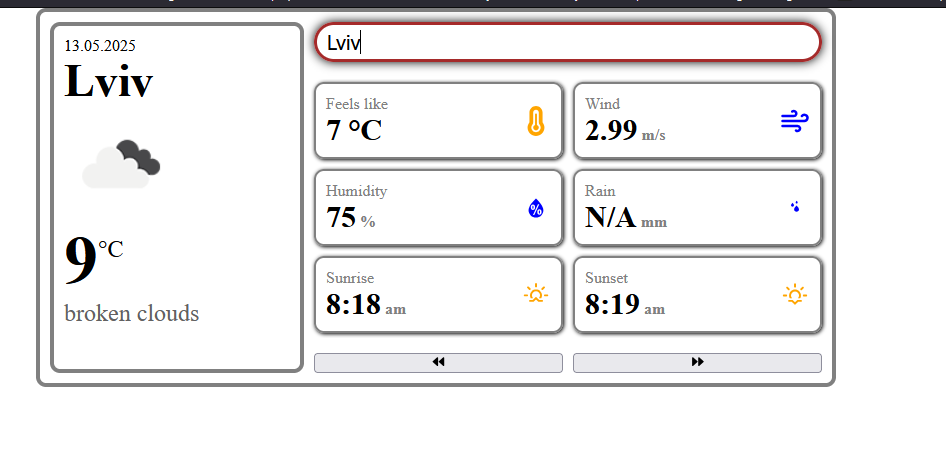 13.05.2025
Lviv
9°C
broken clouds
Lviv
Feels like
7 °C
Wind
2.99 m/s
Humidity
75 %
Rain
N/A mm
Sunrise
8:18 am
Sunset
8:19 am